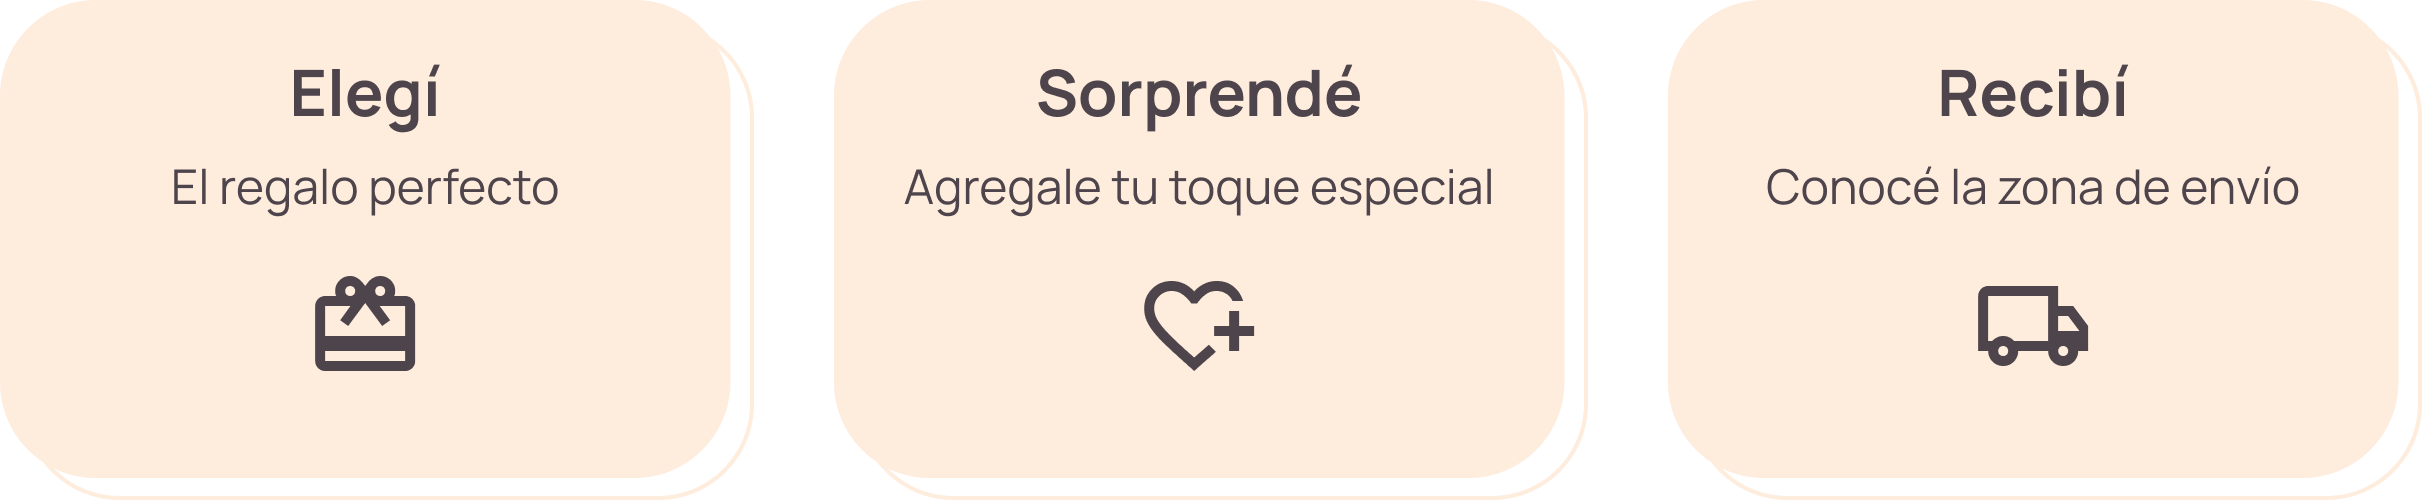 Elegí
El regalo perfecto
Sorprendé
Agregale tu toque especial
Recibí
Conocé la zona de envío